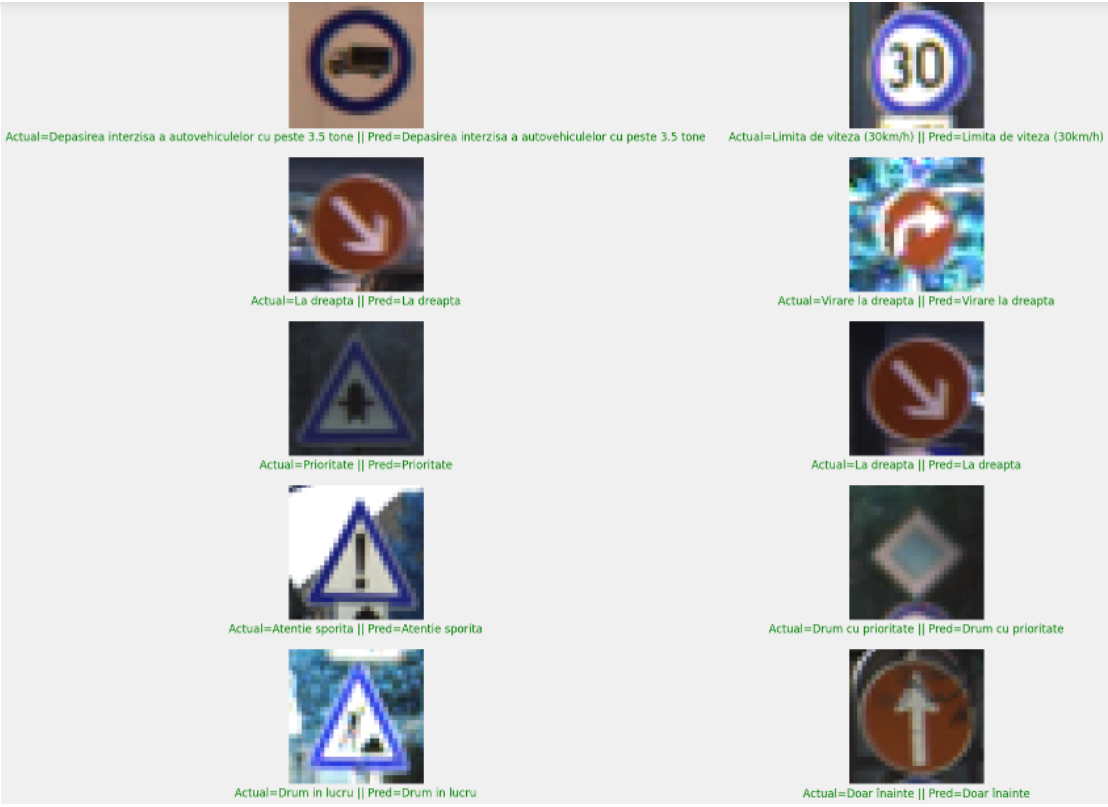 30
Actual=Depasirea interzisa a autovehiculelor cu peste 3.5 tone || Pred=Depasirea interzisa a autovehiculelor cu peste 3.5 tone
Actual=Limita de viteza (30km/h) || Pred=Limita de viteza (30km/h)
Actual=La dreapta || Pred=La dreapta
Actual=Virare la dreapta || Pred=Virare la dreapta
Actual=Prioritate || Pred=Prioritate
Actual=La dreapta || Pred=La dreapta
Actual=Atentie sporita || Pred=Atentie sporita
Actual=Drum cu prioritate || Pred=Drum cu prioritate
Actual=Drum in lucru || Pred=Drum in lucru
Actual=Doar înainte || Pred=Doar înainte